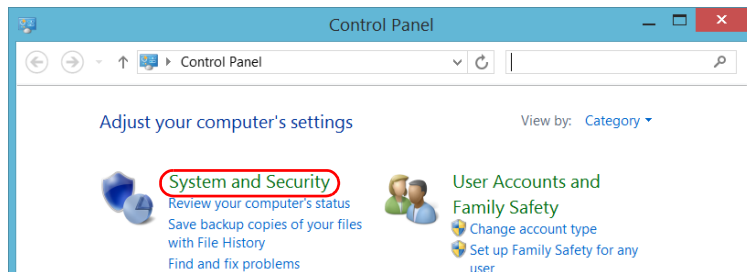 Control Panel
Control Panel
Adjust your computer's settings
View by: Category
System and Security
Review your computer's status
Save backup copies of your files
with File History
Find and fix problems
User Accounts and
Family Safety
Change account type
Set up Family Safety for any
user